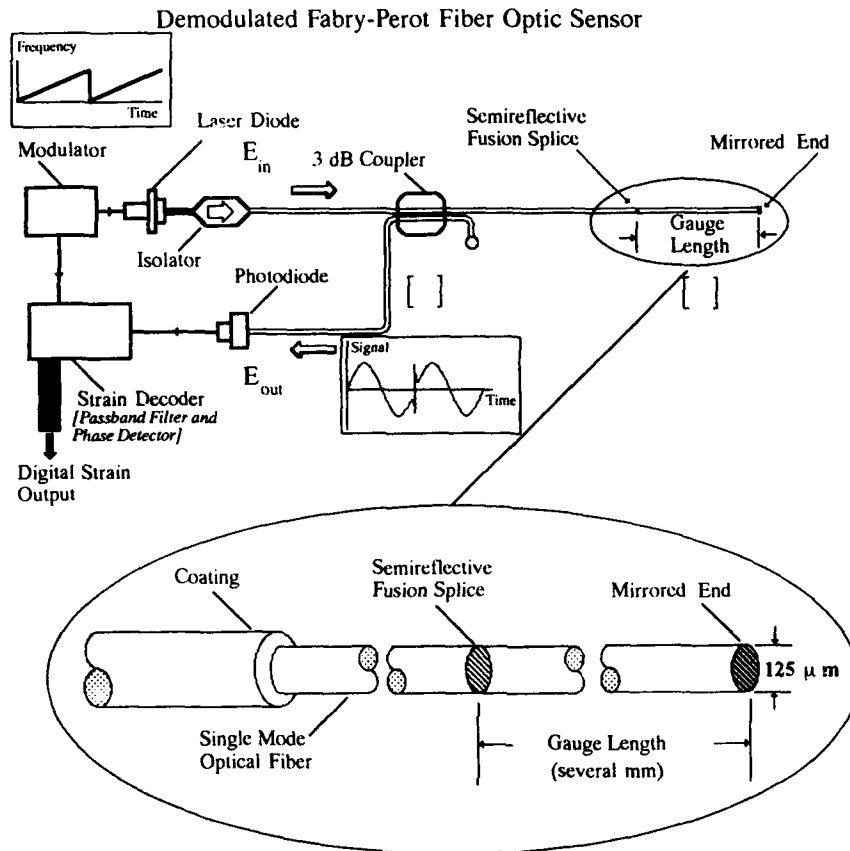 Demodulated Fabry-Perot Fiber Optic Sensor
Frequency
Time
Laser Diode
Modulator
E in
3 dB Coupler
Semireflective
Fusion Splice
Mirrored End
Isolator
Gauge
Length
Photodiode
[ ]
[ ]
E out
Signal
Time
Strain Decoder
[Passband Filter and
Phase Detector]
Digital Strain
Output
Coating
Semireflective
Fusion Splice
Mirrored End
125 μ m
Single Mode
Optical Fiber
Gauge Length
(several mm)